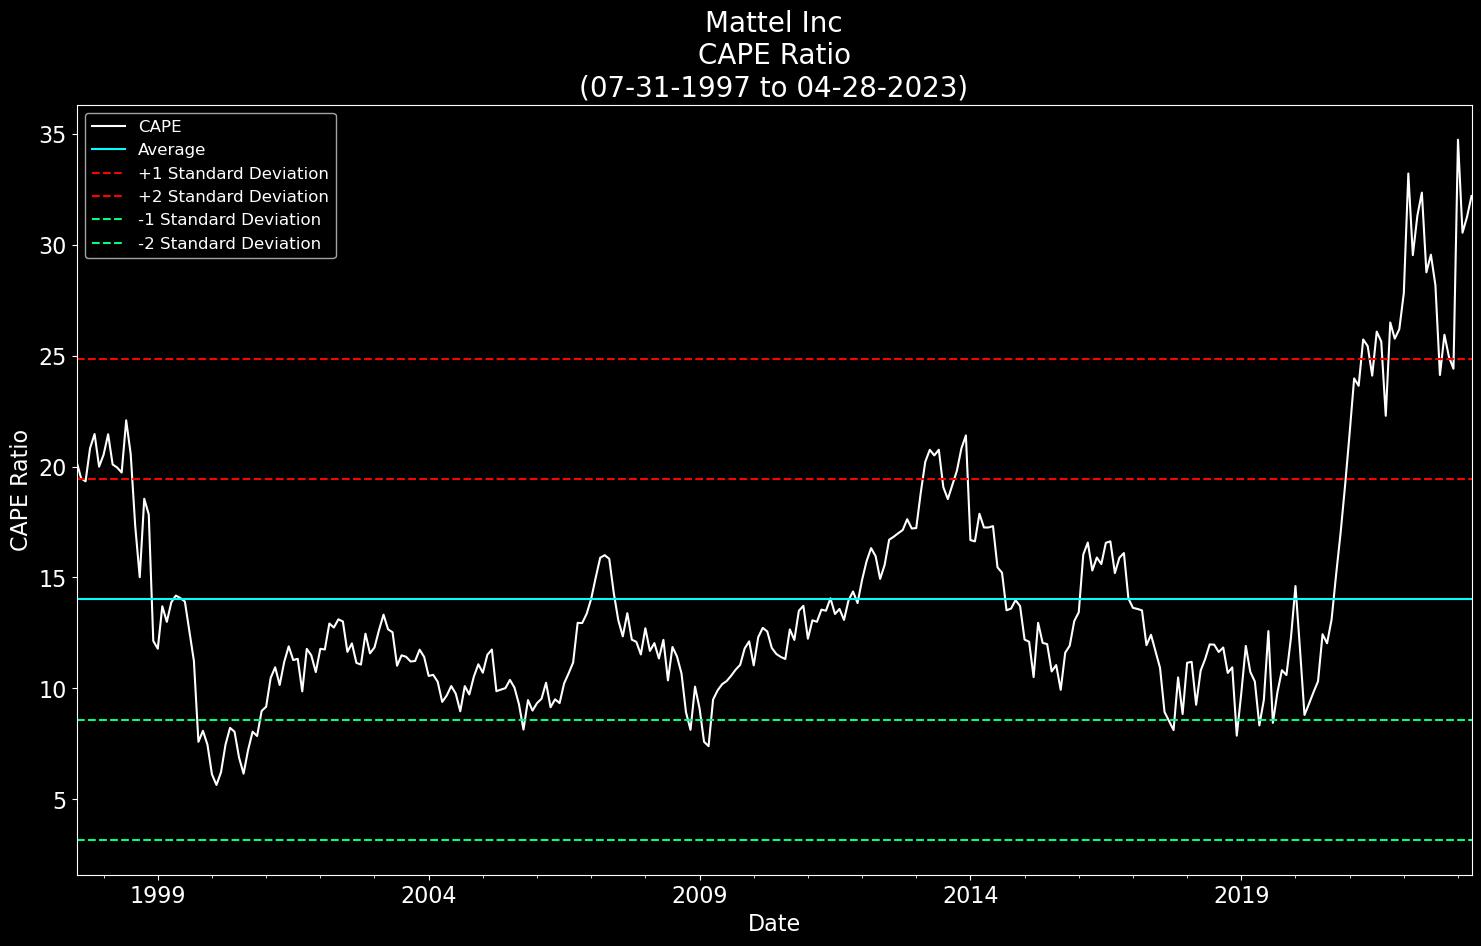 Mattel Inc
CAPE Ratio
(07-31-1997 to 04-28-2023)
CAPE
Average
+1 Standard Deviation
+2 Standard Deviation
-1 Standard Deviation
-2 Standard Deviation
35
30
25
20
15
10
5
CAPE Ratio
1999 2004 2009 2014 2019
Date